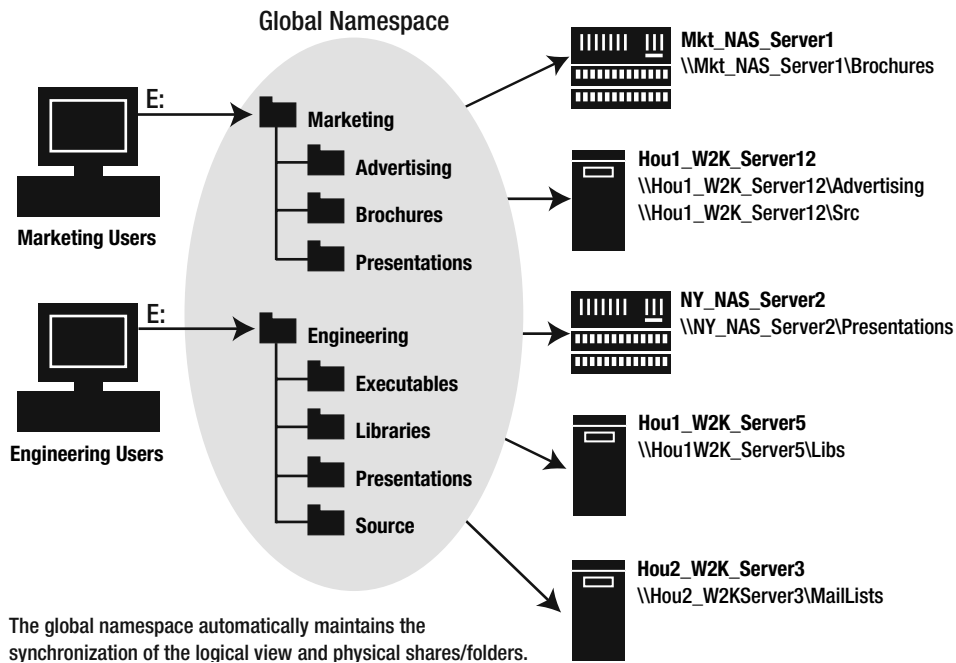 Global Namespace
E:
Marketing
Advertising
Brochures
Presentations
Marketing Users
E:
Engineering
Executables
Libraries
Presentations
Source
Engineering Users
Mkt_NAS_Server1
\\Mkt_NAS_Server1\Brochures
Hou1_W2K_Server12
\\Hou1_W2K_Server12\Advertising
\\Hou1_W2K_Server12\Src
NY_NAS_Server2
\\NY_NAS_Server2\Presentations
Hou1_W2K_Server5
\\Hou1W2K_Server5\Libs
Hou2_W2K_Server3
\\Hou2_W2KServer3\MailLists
The global namespace automatically maintains the
synchronization of the logical view and physical shares/folders.